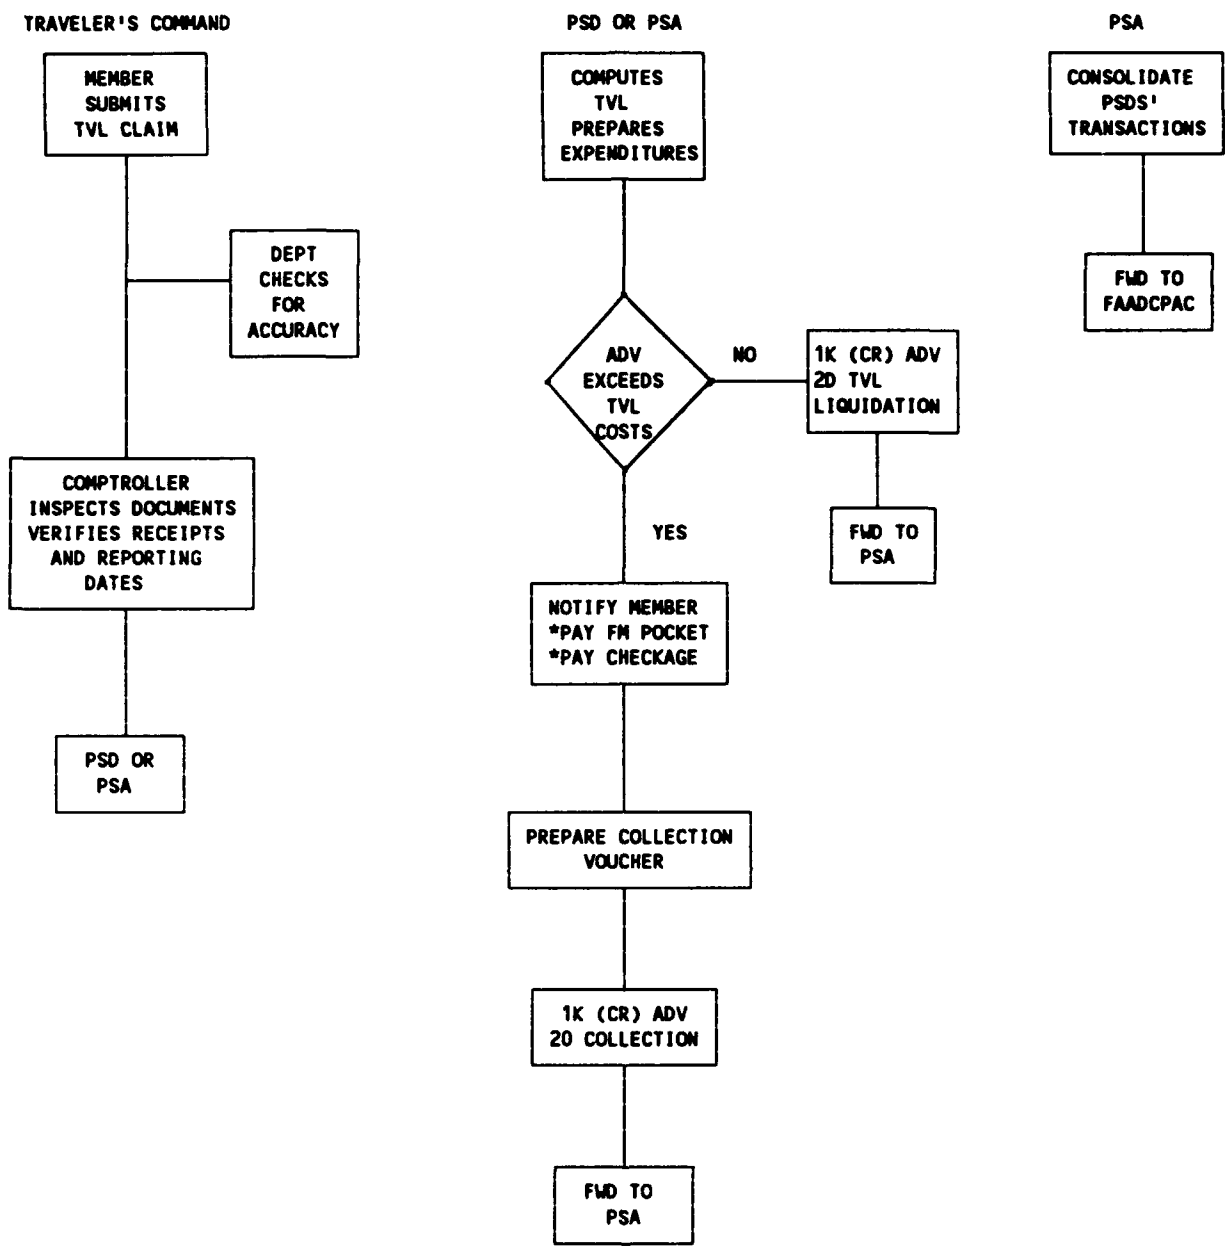 TRAVELER'S COMMAND
MEMBER
SUBMITS
TVL CLAIM
DEPT
CHECKS
FOR
ACCURACY
COMPTROLLER
INSPECTS DOCUMENTS
VERIFIES RECEIPTS
AND REPORTING
DATES
PSD OR
PSA
PSD OR PSA
COMPUTES
TVL
PREPARES
EXPENDITURES
ADV
EXCEEDS
TVL
COSTS
NO
1K (CR) ADV
2D TVL
LIQUIDATION
FWD TO
PSA
YES
NOTIFY MEMBER
*PAY FM POCKET
*PAY CHECKAGE
PREPARE COLLECTION
VOUCHER
1K (CR) ADV
20 COLLECTION
FWD TO
PSA
PSA
CONSOLIDATE
PSDS'
TRANSACTIONS
FWD TO
FAADCPAC